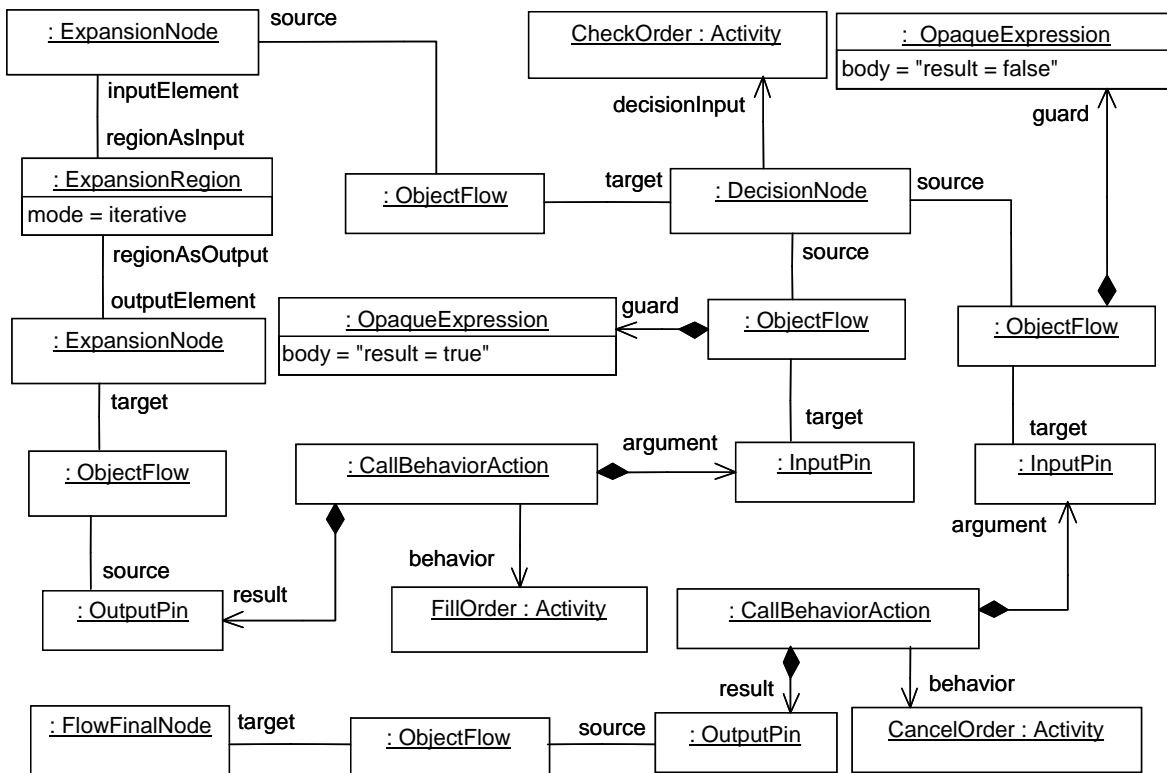 source
: ExpansionNode
CheckOrder : Activity
: OpaqueExpression
body = "result = false"
inputElement
decisionInput
guard
regionAsInput
: ExpansionRegion
mode = iterative
: ObjectFlow
target
: DecisionNode
source
regionAsOutput
source
outputElement
: ExpansionNode
: OpaqueExpression
body = "result = true"
guard
: ObjectFlow
: ObjectFlow
target
target
target
: ObjectFlow
: CallBehaviorAction
argument
: InputPin
: InputPin
argument
behavior
source
: OutputPin
result
FillOrder : Activity
: CallBehaviorAction
result
behavior
: FlowFinalNode
target
: ObjectFlow
source
: OutputPin
CancelOrder : Activity